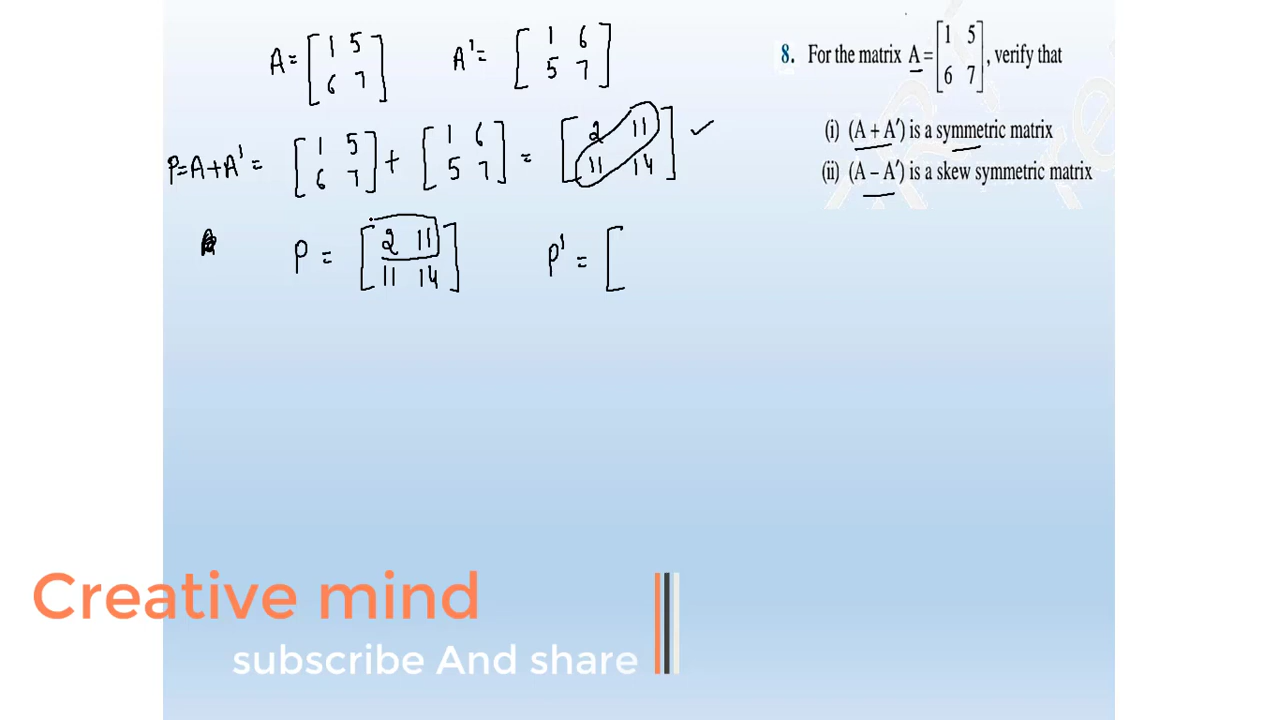 A = [1 5 6 7] A' = [1 6 5 7]
P = A + A' = [1 5 6 7] + [1 6 5 7] = [2 11 11 14] ✓
P = [2 11 11 14] P' = [
8. For the matrix A = [1 5 6 7], verify that
(i) (A + A′) is a symmetric matrix
(ii) (A – A′) is a skew symmetric matrix
Creative mind
subscribe And share